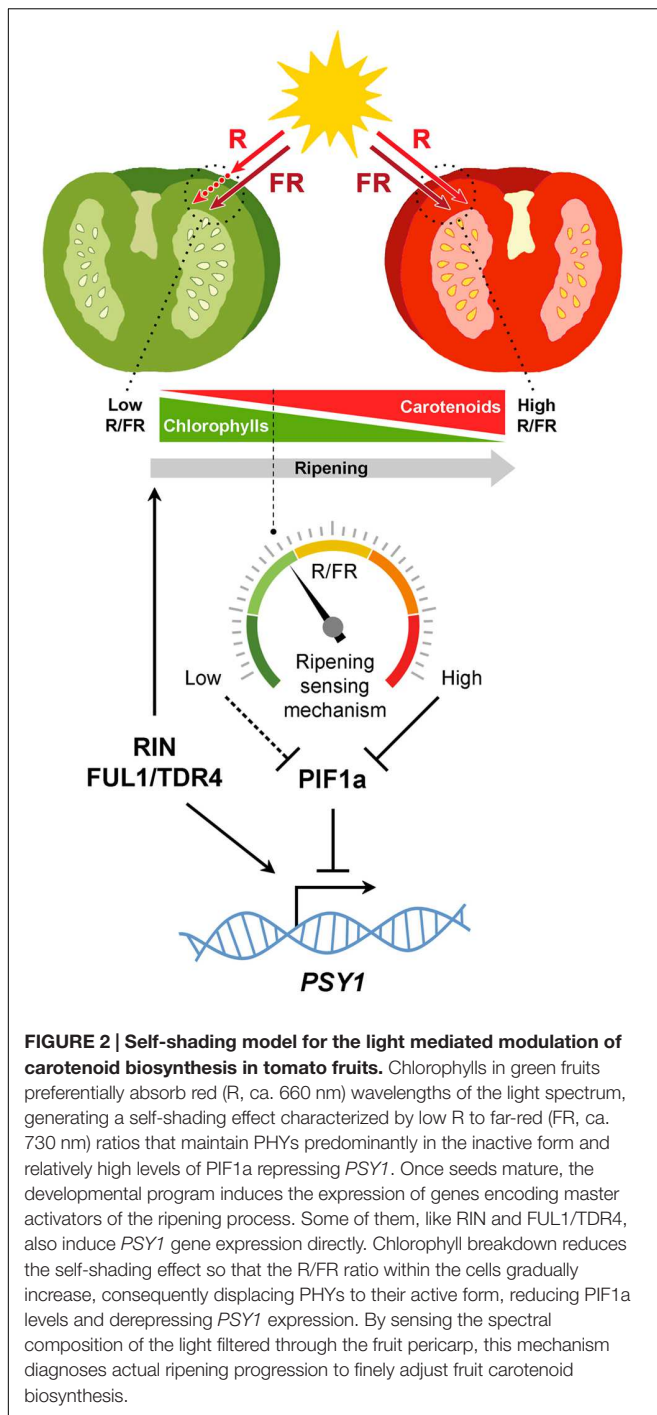 R
R
FR
FR
Low
R/FR
Carotenoids
Chlorophylls
High
R/FR
Ripening
R/FR
Ripening
sensing
mechanism
Low
High
RIN
FUL1/TDR4
PIF1a
PSY1
FIGURE 2 | Self-shading model for the light mediated modulation of
carotenoid biosynthesis in tomato fruits. Chlorophylls in green fruits
preferentially absorb red (R, ca. 660 nm) wavelengths of the light spectrum,
generating a self-shading effect characterized by low R to far-red (FR, ca.
730 nm) ratios that maintain PHYs predominantly in the inactive form and
relatively high levels of PIF1a repressing PSY1. Once seeds mature, the
developmental program induces the expression of genes encoding master
activators of the ripening process. Some of them, like RIN and FUL1/TDR4,
also induce PSY1 gene expression directly. Chlorophyll breakdown reduces
the self-shading effect so that the R/FR ratio within the cells gradually
increase, consequently displacing PHYs to their active form, reducing PIF1a
levels and derepressing PSY1 expression. By sensing the spectral
composition of the light filtered through the fruit pericarp, this mechanism
diagnoses actual ripening progression to finely adjust fruit carotenoid
biosynthesis.